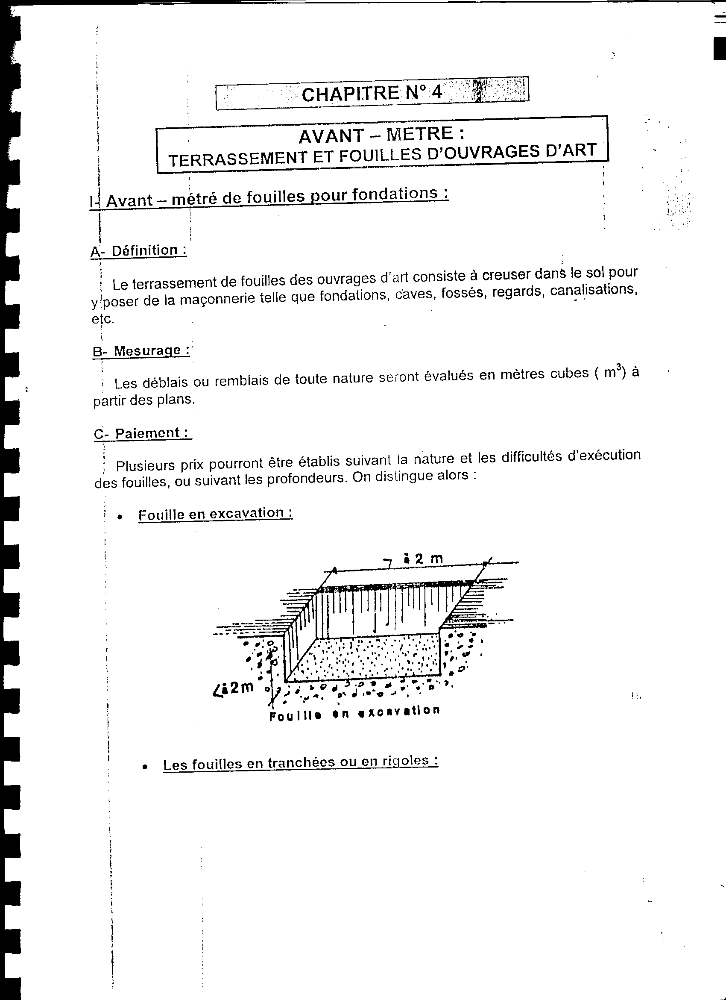 CHAPITRE N° 4
AVANT – METRE :
TERRASSEMENT ET FOUILLES D'OUVRAGES D'ART
I- Avant – métré de fouilles pour fondations :
A- Définition :
Le terrassement de fouilles des ouvrages d'art consiste à creuser dans le sol pour
y poser de la maçonnerie telle que fondations, caves, fossés, regards, canalisations,
etc.
B- Mesurage :
Les déblais ou remblais de toute nature seront évalués en mètres cubes ( m³) à
partir des plans.
C- Paiement :
Plusieurs prix pourront être établis suivant la nature et les difficultés d'exécution
des fouilles, ou suivant les profondeurs. On distingue alors :
• Fouille en excavation :
> à 2 m
< à 2 m
Fouille en excavation
• Les fouilles en tranchées ou en rigoles :